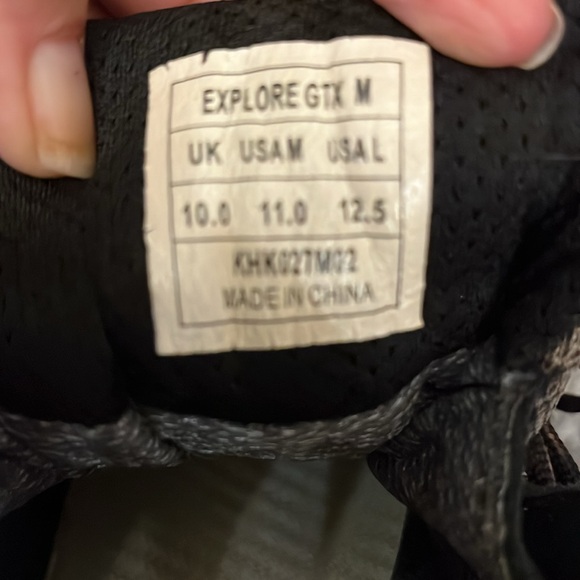 EXPLORE GTX M
UK USA M USA L
10.0 11.0 12.5
KHK027M02
MADE IN CHINA